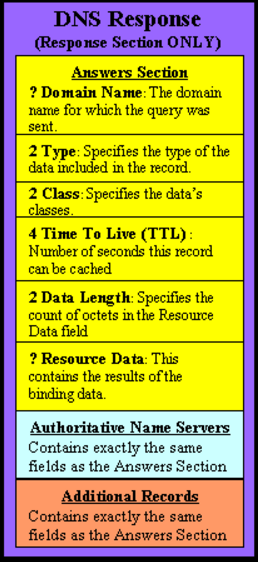 DNS Response
(Response Section ONLY)
Answers Section
? Domain Name: The domain
name for which the query was
sent.
2 Type: Specifies the type of the
data included in the record.
2 Class: Specifies the data's
classes.
4 Time To Live (TTL) :
Number of seconds this record
can be cached
2 Data Length: Specifies the
count of octets in the Resource
Data field
? Resource Data: This
contains the results of the
binding data.
Authoritative Name Servers
Contains exactly the same
fields as the Answers Section
Additional Records
Contains exactly the same
fields as the Answers Section